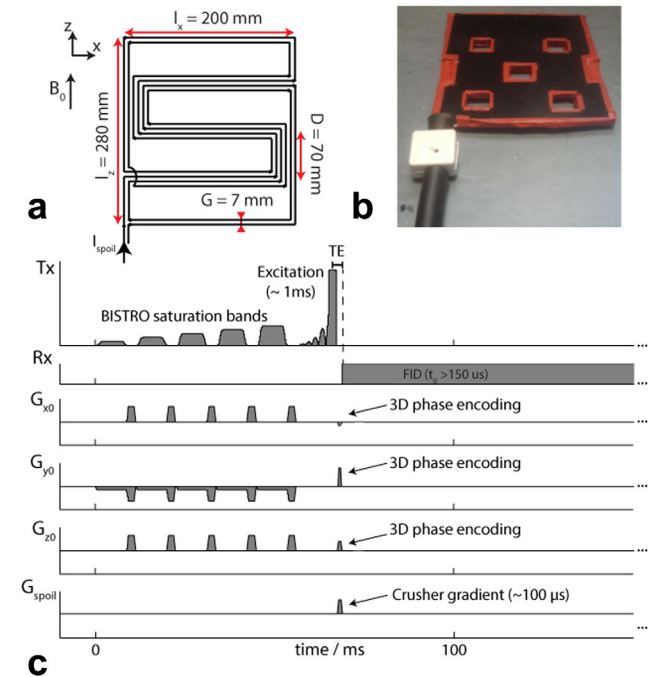 a
z
x
B0
lx = 200 mm
lz = 280 mm
D = 70 mm
G = 7 mm
Ispoil
b
Tx
BISTRO saturation bands
Excitation
(~ 1ms)
TE
...
Rx
FID (t0 >150 us)
...
Gx0
3D phase encoding
...
Gy0
3D phase encoding
...
Gz0
3D phase encoding
...
Gspoil
Crusher gradient (~100 μs)
...
0
time / ms
100
c